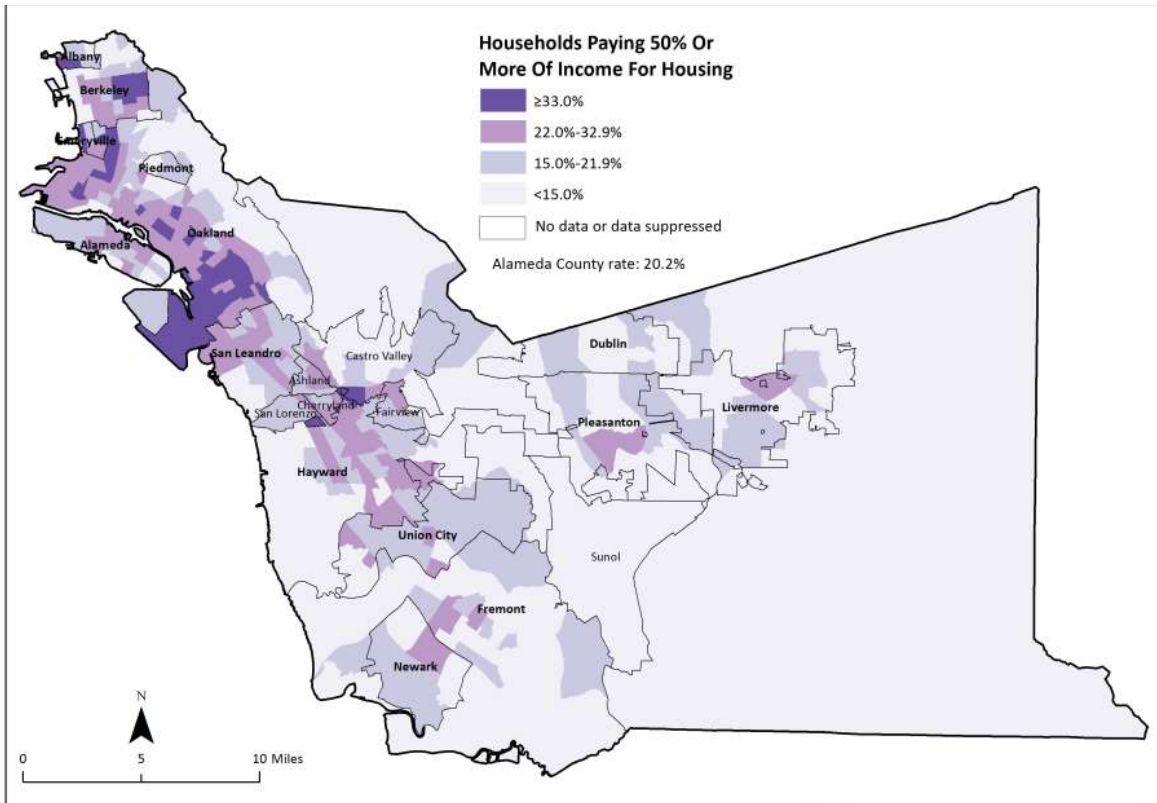 Households Paying 50% Or
More Of Income For Housing
≥33.0%
22.0%-32.9%
15.0%-21.9%
<15.0%
No data or data suppressed
Alameda County rate: 20.2%
Albany
Berkeley
Emeryville
Piedmont
Oakland
Alameda
San Leandro
Castro Valley
Dublin
Ashland
Cherryland
San Lorenzo
Fairview
Livermore
Pleasanton
Hayward
Union City
Sunol
Fremont
Newark
N
0 5 10 Miles